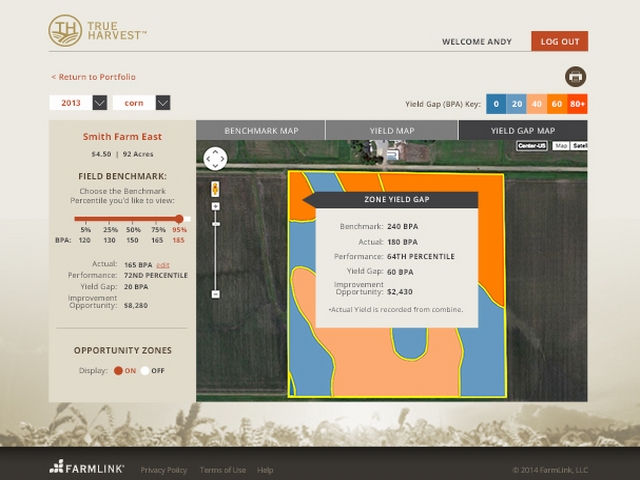 TH TRUE
HARVEST™
WELCOME ANDY
LOG OUT
< Return to Portfolio
2013
corn
Yield Gap (BPA) Key: 0 20 40 60 80+
Smith Farm East
$4.50 | 92 Acres
FIELD BENCHMARK:
Choose the Benchmark
Percentile you'd like to view:
5% 25% 50% 75% 95%
BPA: 120 130 150 165 185
Actual: 165 BPA edit
Performance: 72ND PERCENTILE
Yield Gap: 20 BPA
Improvement
Opportunity: $8,280
OPPORTUNITY ZONES
Display: ON OFF
BENCHMARK MAP
YIELD MAP
YIELD GAP MAP
Center-US
Map
Satel
ZONE YIELD GAP
Benchmark: 240 BPA
Actual: 180 BPA
Performance: 64TH PERCENTILE
Yield Gap: 60 BPA
Improvement
Opportunity: $2,430
•Actual Yield is recorded from combine.
FARMLINK®
Privacy Policy
Terms of Use
Help
© 2014 FarmLink, LLC